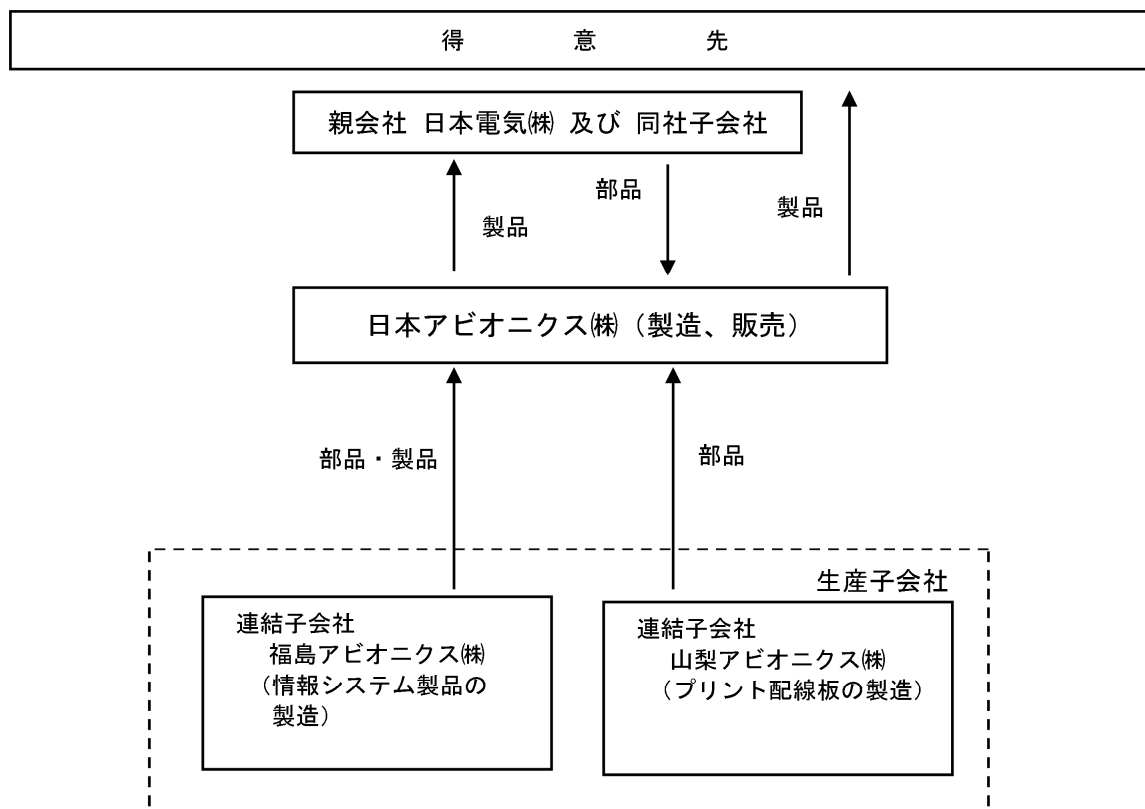 得 意 先
親会社 日本電気㈱ 及び 同社子会社
部品
製品
製品
日本アビオニクス㈱（製造、販売）
部品・製品
部品
生産子会社
連結子会社
福島アビオニクス㈱
（情報システム製品の
製造）
連結子会社
山梨アビオニクス㈱
（プリント配線板の製造）